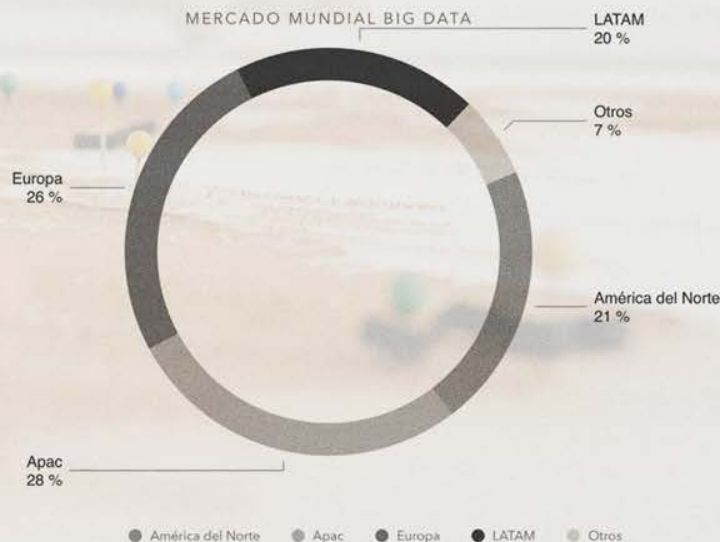 MERCADO MUNDIAL BIG DATA
LATAM
20 %
Otros
7 %
Europa
26 %
América del Norte
21 %
Apac
28 %
América del Norte
Apac
Europa
LATAM
Otros